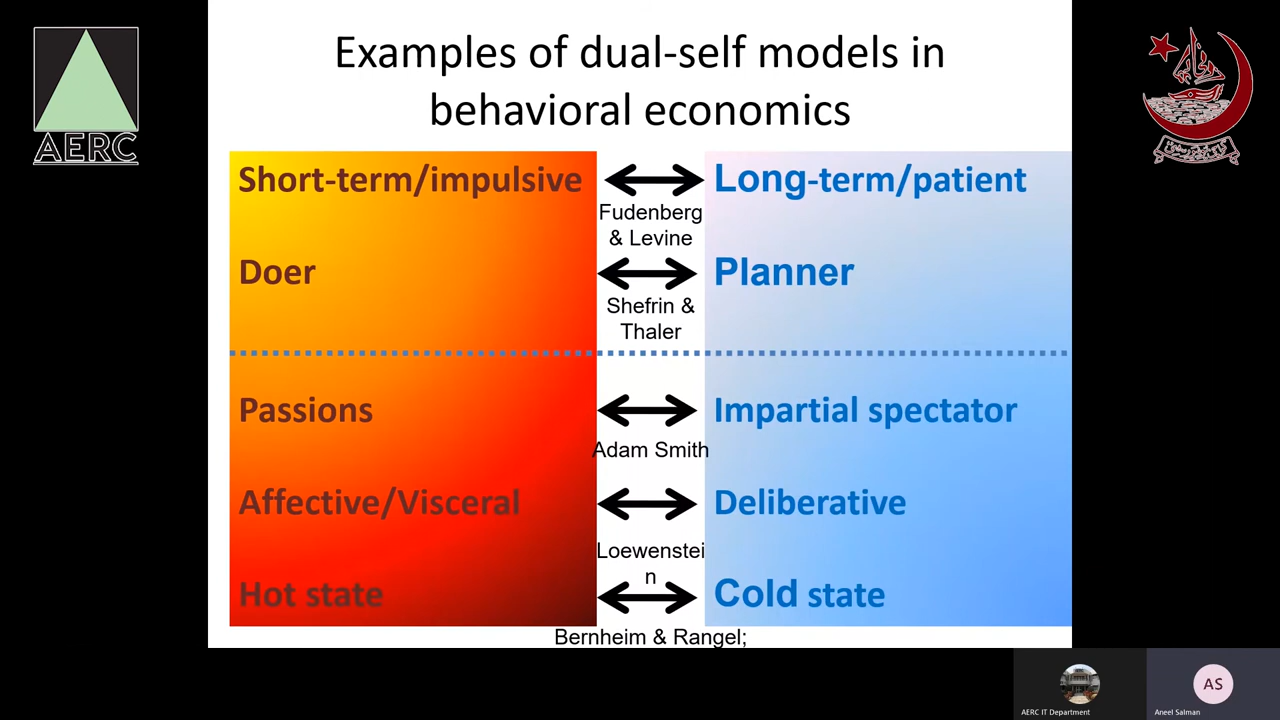 Examples of dual-self models in
behavioral economics
AERC
Short-term/impulsive
Long-term/patient
Fudenberg
& Levine
Doer
Planner
Shefrin &
Thaler
Passions
Impartial spectator
Adam Smith
Affective/Visceral
Deliberative
Loewenstei
n
Hot state
Cold state
Bernheim & Rangel;
AERC IT Department
AS
Aneel Salman